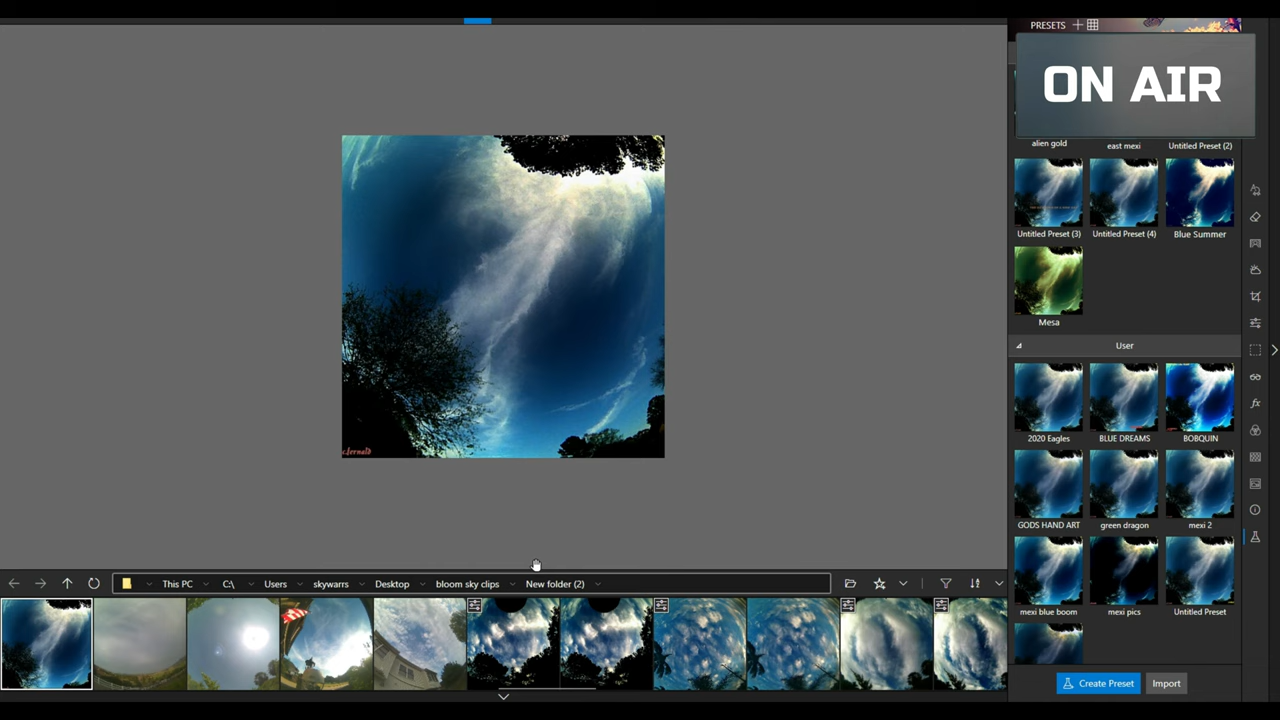 PRESETS
ON AIR
alien gold
east mexi
Untitled Preset (2)
Untitled Preset (3)
Untitled Preset (4)
Blue Summer
Mesa
User
2020 Eagles
BLUE DREAMS
BOBQUIN
GODS HAND ART
green dragon
mexi 2
mexi blue boom
mexi pics
Untitled Preset
c.fernald
This PC
C:\
Users
skywarrs
Desktop
bloom sky clips
New folder (2)
Create Preset
Import